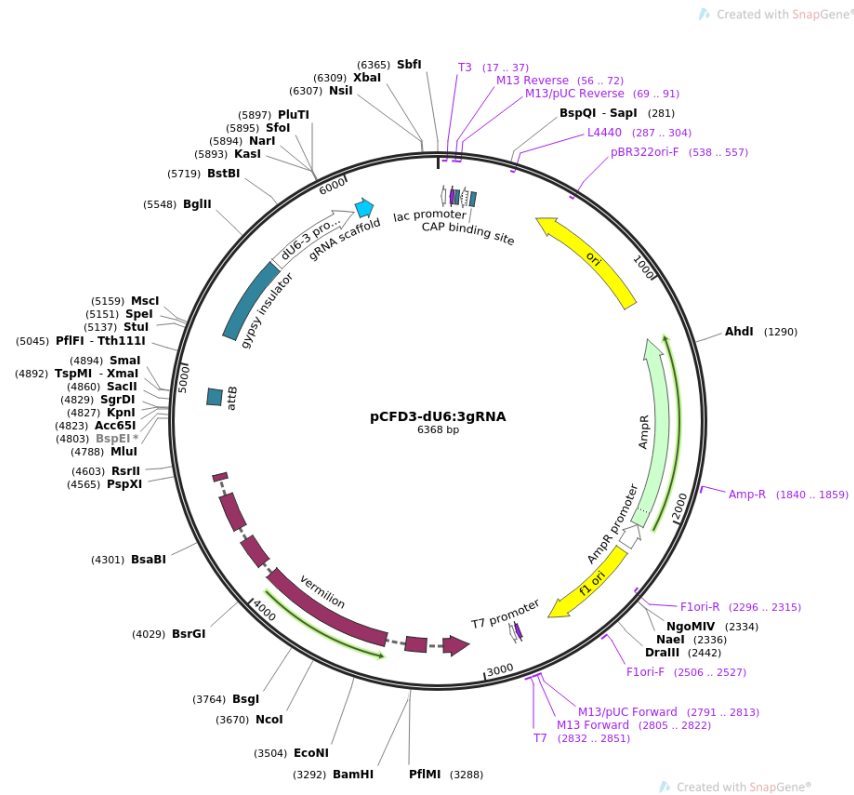 Created with SnapGene®
(6365) SbfI
(6309) XbaI
(6307) NsiI
(5897) PluTI
(5895) SfoI
(5894) NarI
(5893) KasI
(5719) BstBI
(5548) BglII
(5159) MscI
(5151) SpeI
(5137) StuI
(5045) PflFI - Tth111I
(4894) SmaI
(4892) TspMI - XmaI
(4860) SacII
(4829) SgrDI
(4827) KpnI
(4823) Acc65I
(4803) BspEI *
(4788) MluI
(4603) RsrII
(4565) PspXI
(4301) BsaBI
(4029) BsrGI
(3764) BsgI
(3670) NcoI
(3504) EcoNI
(3292) BamHI
PflMI (3288)
T3 (17 .. 37)
M13 Reverse (56 .. 72)
M13/pUC Reverse (69 .. 91)
BspQI - SapI (281)
L4440 (287 .. 304)
pBR322ori-F (538 .. 557)
AhdI (1290)
Amp-R (1840 .. 1859)
F1ori-R (2296 .. 2315)
NgoMIV (2334)
NaeI (2336)
DraIII (2442)
F1ori-F (2506 .. 2527)
M13/pUC Forward (2791 .. 2813)
M13 Forward (2805 .. 2822)
T7 (2832 .. 2851)
1000
2000
3000
4000
5000
6000
lac promoter
CAP binding site
ori
AmpR
AmpR promoter
f1 ori
T7 promoter
vermilion
attB
gypsy insulator
dU6-3 pro...
gRNA scaffold
pCFD3-dU6:3gRNA
6368 bp
Created with SnapGene®